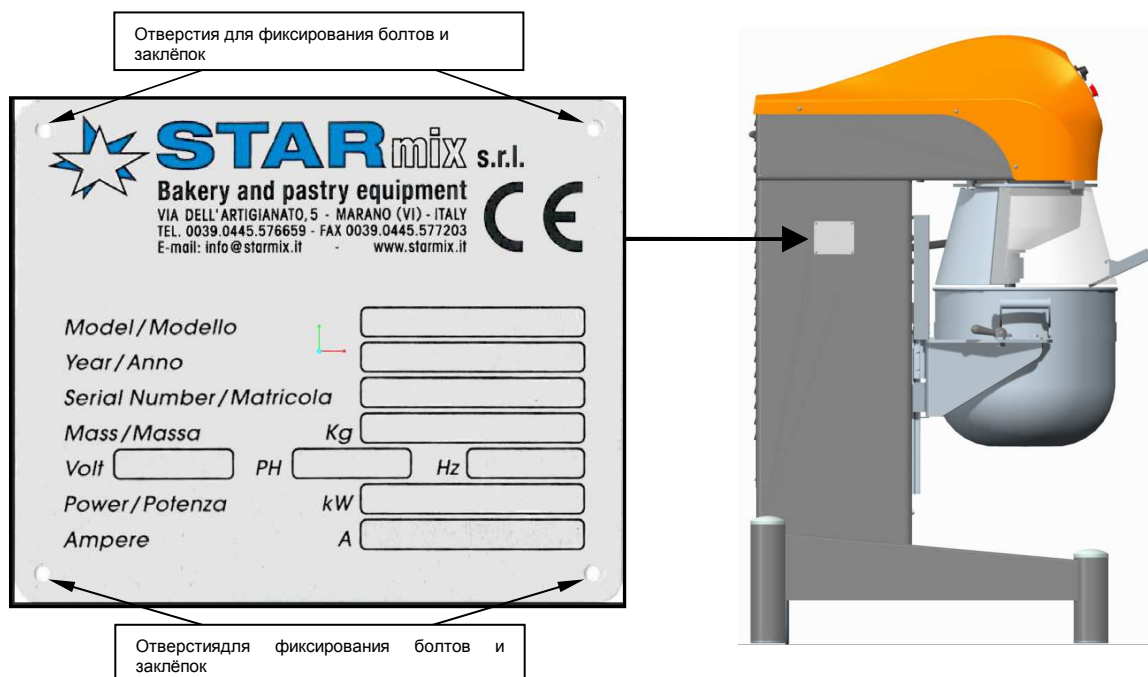 Отверстия для фиксирования болтов и
заклёпок
STARmix s.r.l.
Bakery and pastry equipment
VIA DELL'ARTIGIANATO, 5 - MARANO (VI) - ITALY
TEL. 0039.0445.576659 - FAX 0039.0445.577203
E-mail: info@starmix.it - www.starmix.it
CE
Model/Modello
Year/Anno
Serial Number/Matricola
Mass/Massa Kg
Volt PH Hz
Power/Potenza kW
Ampere A
Отверстиядля фиксирования болтов и
заклёпок